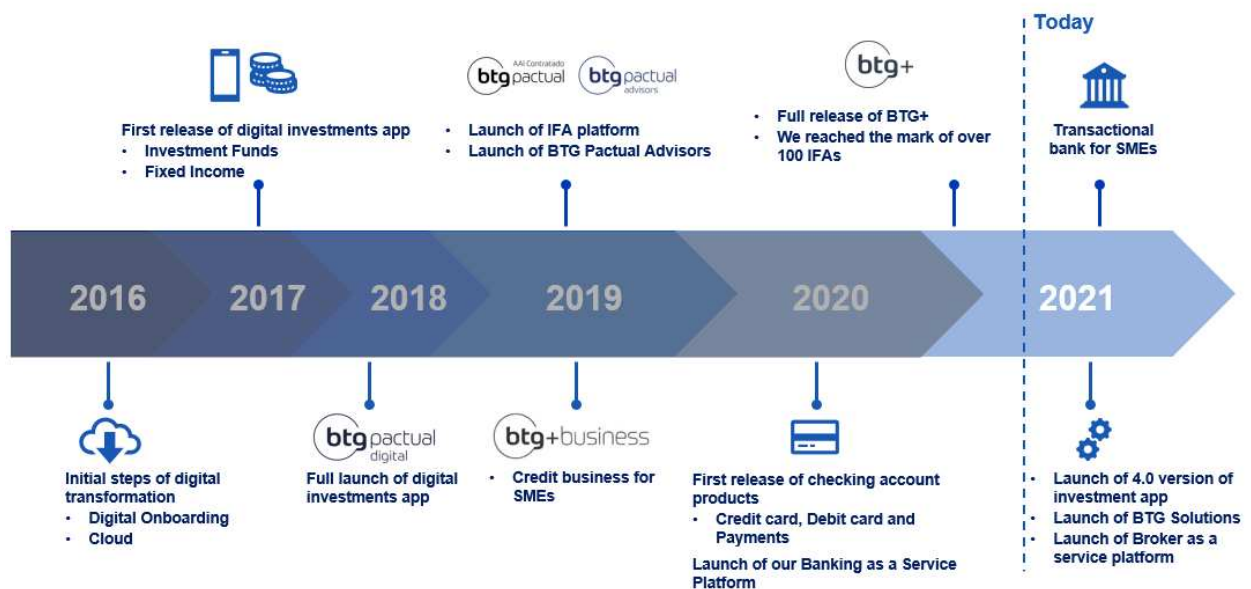 Today
AAI Contratado
btg pactual
btg pactual
advisors
btg+
First release of digital investments app
• Investment Funds
• Fixed Income
• Launch of IFA platform
• Launch of BTG Pactual Advisors
• Full release of BTG+
• We reached the mark of over
100 IFAs
Transactional
bank for SMEs
2016
2017
2018
2019
2020
2021
Initial steps of digital
transformation
• Digital Onboarding
• Cloud
btg pactual
digital
Full launch of digital
investments app
btg+business
• Credit business for
SMEs
First release of checking account
products
• Credit card, Debit card and
Payments
Launch of our Banking as a Service
Platform
• Launch of 4.0 version of
investment app
• Launch of BTG Solutions
• Launch of Broker as a
service platform